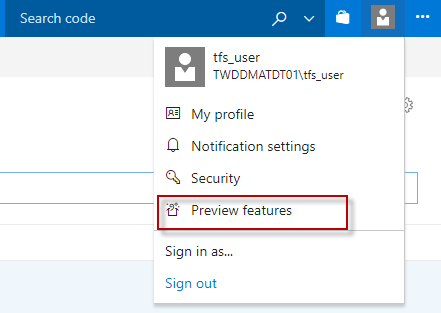 Search code
tfs_user
TWDDMATDT01\tfs_user
My profile
Notification settings
Security
Preview features
Sign in as...
Sign out